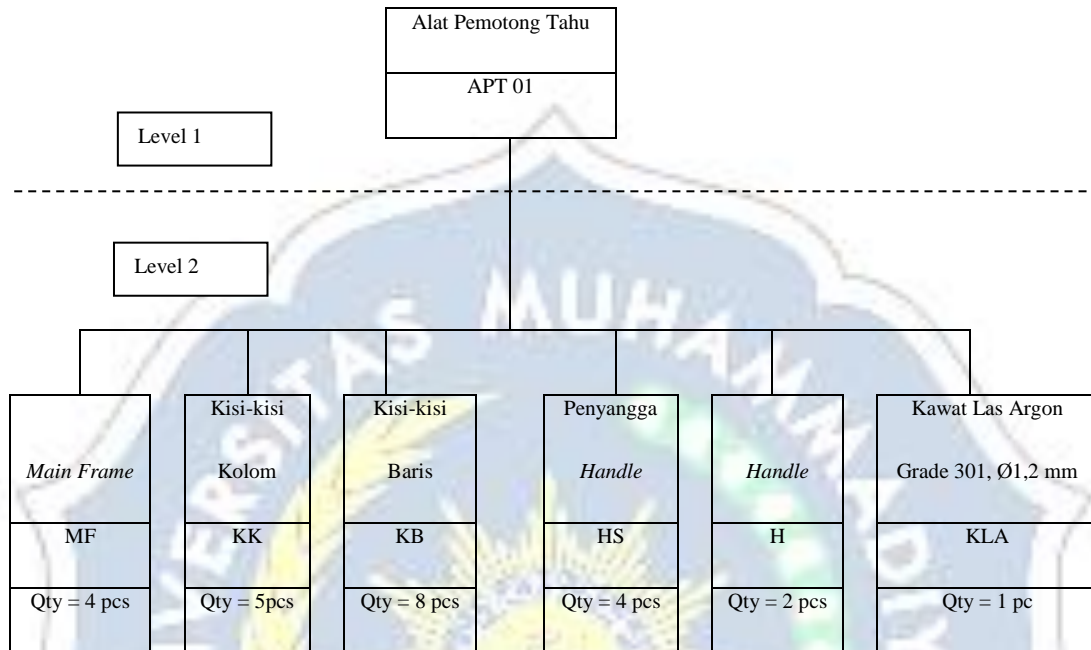 Alat Pemotong Tahu
APT 01
Level 1
Level 2
UNIVERSITAS MUHAMMADIY
Kisi-kisi
Kisi-kisi
Penyangga
Kawat Las Argon
Main Frame
Kolom
Baris
Handle
Handle
Grade 301, Ø1,2 mm
MF
KK
KB
HS
H
KLA
Qty = 4 pcs
Qty = 5pcs
Qty = 8 pcs
Qty = 4 pcs
Qty = 2 pcs
Qty = 1 pc